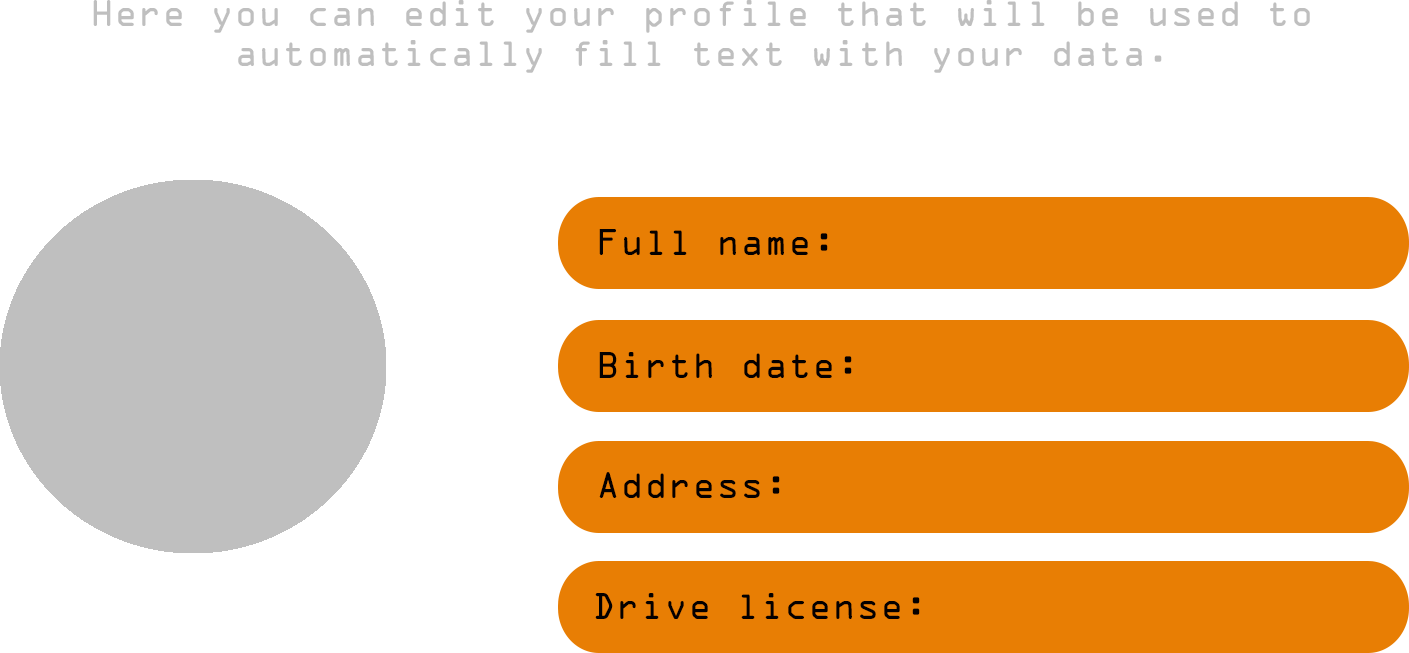 Here you can edit your profile that will be used to
automatically fill text with your data.
Full name:
Birth date:
Address:
Drive license: